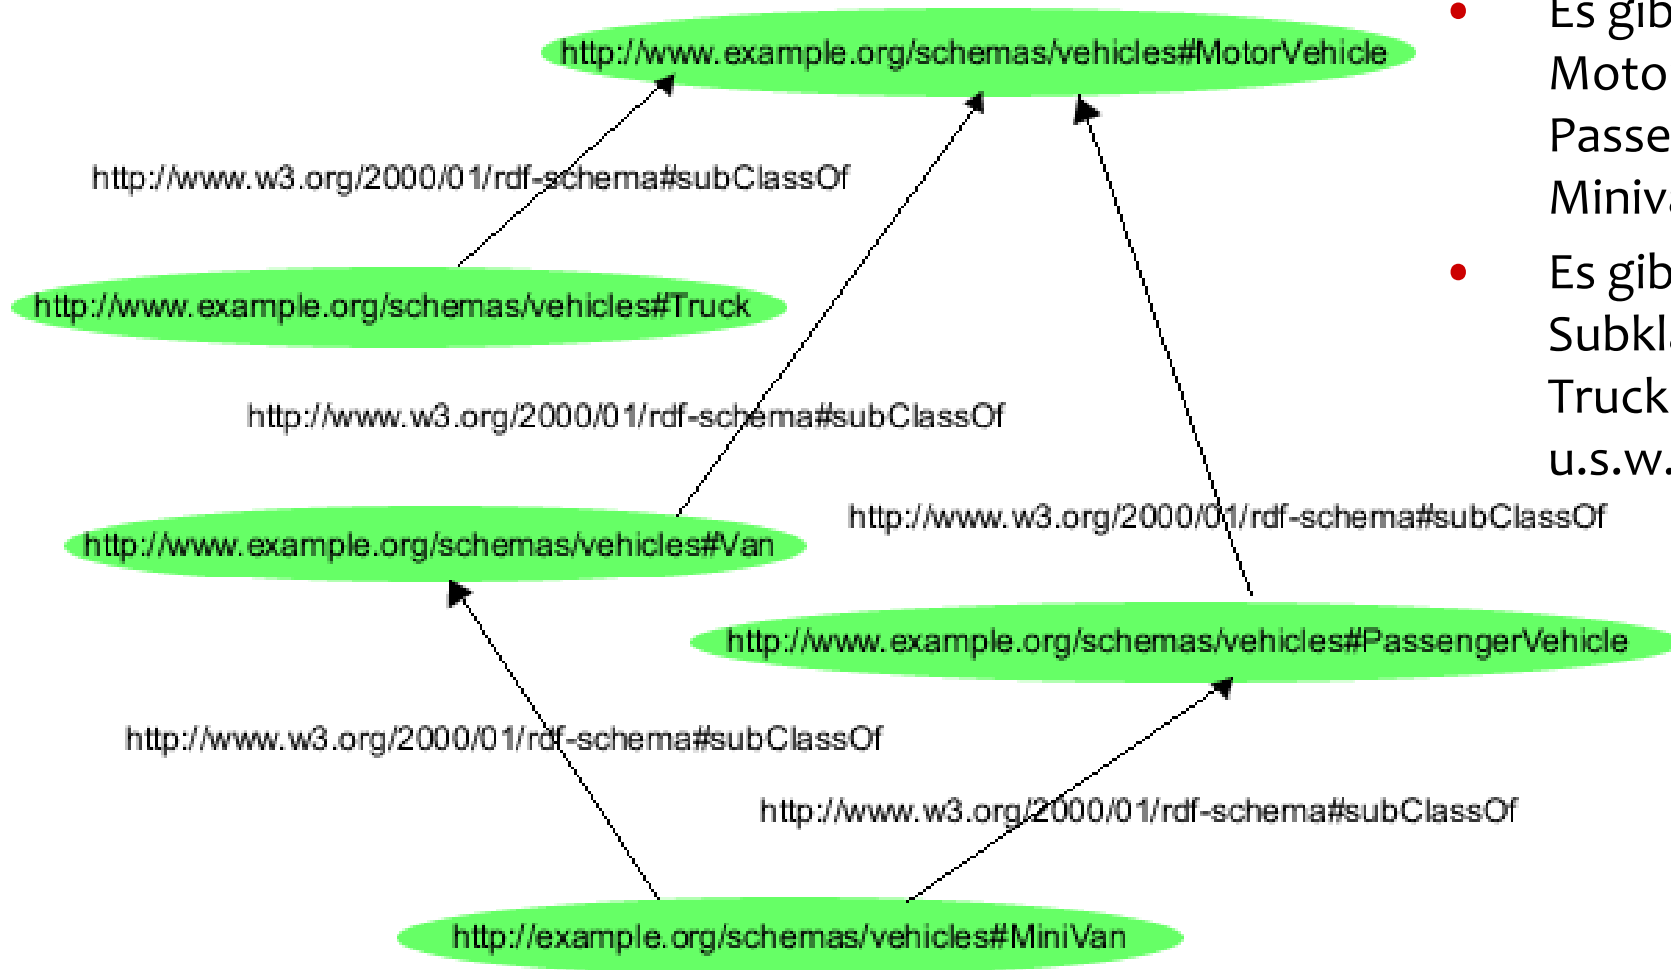 http://www.example.org/schemas/vehicles#MotorVehicle
http://www.w3.org/2000/01/rdf-schema#subClassOf
http://www.example.org/schemas/vehicles#Truck
http://www.w3.org/2000/01/rdf-schema#subClassOf
http://www.w3.org/2000/01/rdf-schema#subClassOf
http://www.example.org/schemas/vehicles#Van
http://www.example.org/schemas/vehicles#PassengerVehicle
http://www.w3.org/2000/01/rdf-schema#subClassOf
http://www.w3.org/2000/01/rdf-schema#subClassOf
http://example.org/schemas/vehicles#MiniVan
• Es gib
Moto
Passe
Miniva
• Es gib
Subkla
Truck
u.s.w.